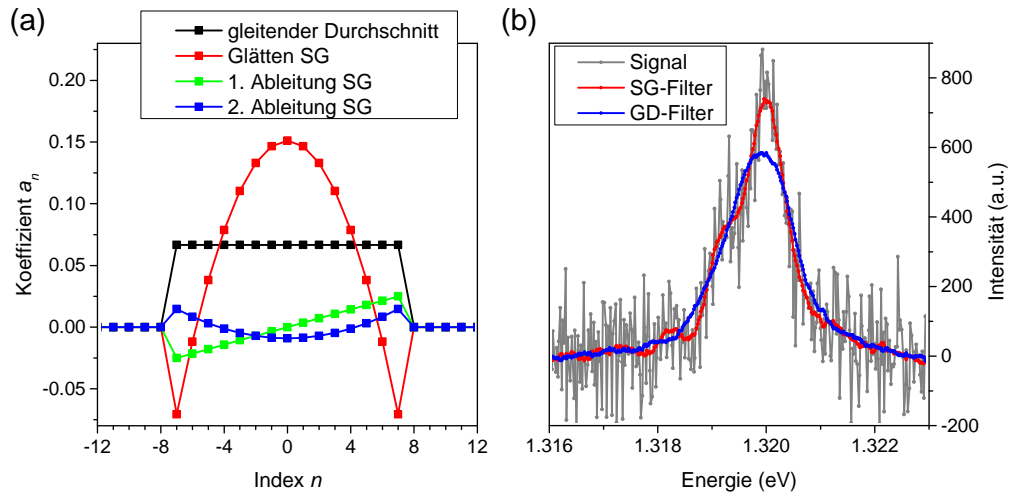 (a)
gleitender Durchschnitt
Glätten SG
1. Ableitung SG
2. Ableitung SG
0.20
0.15
0.10
0.05
0.00
-0.05
Koeffizient an
-12 -8 -4 0 4 8 12
Index n
(b)
Signal
SG-Filter
GD-Filter
800
600
400
200
0
-200
Intensität (a.u.)
1.316 1.318 1.320 1.322
Energie (eV)